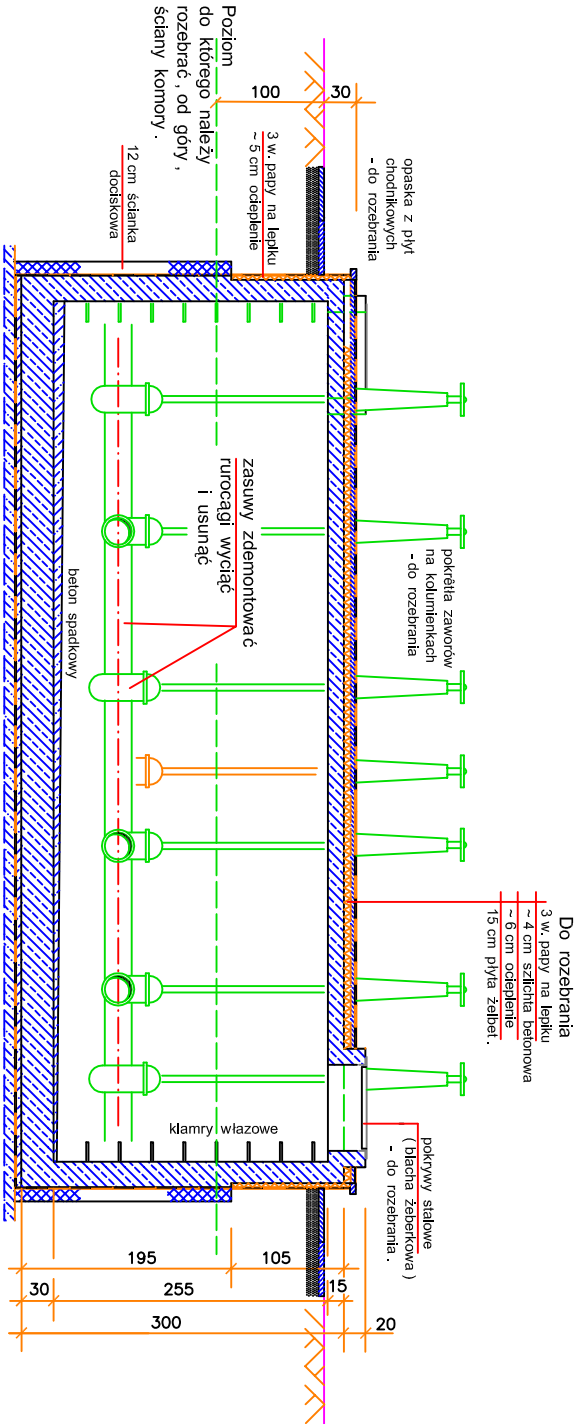 Do rozebrania
3 w. papy na lepiku
~ 4 cm szlichta betonowa
~ 6 cm ocieplenie
15 cm płyta żelbet.
pokrywy stalowe
( blacha żeberkowa )
- do rozebrania .
pokrętła zaworów
na kolumienkach
- do rozebrania
opaska z płyt
chodnikowych
- do rozebrania
30
100
Poziom
do którego należy
rozebrać , od góry ,
ściany komory .
3 w. papy na lepiku
~ 5 cm ocieplenie
12 cm ścianka
dociskowa
zasuwy zdemontować
rurociągi wyciąć
i usunąć
beton spadkowy
klamry włazowe
195
105
30
255
15
300
20